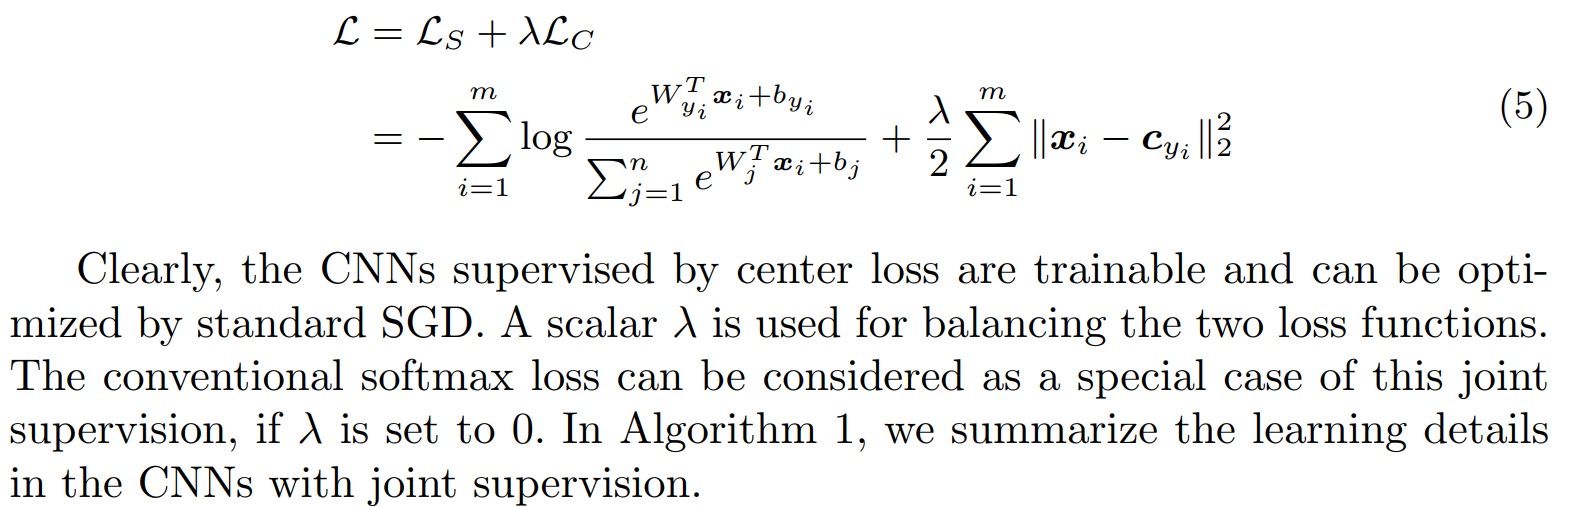 $\mathcal{L} = \mathcal{L}_S + \lambda \mathcal{L}_C$
$= -\sum_{i=1}^{m} \log \frac{e^{W_{y_i}^T \boldsymbol{x}_i + b_{y_i}}}{\sum_{j=1}^{n} e^{W_j^T \boldsymbol{x}_i + b_j}} + \frac{\lambda}{2} \sum_{i=1}^{m} \|\boldsymbol{x}_i - \boldsymbol{c}_{y_i}\|_2^2$ (5)
Clearly, the CNNs supervised by center loss are trainable and can be opti-
mized by standard SGD. A scalar λ is used for balancing the two loss functions.
The conventional softmax loss can be considered as a special case of this joint
supervision, if λ is set to 0. In Algorithm 1, we summarize the learning details
in the CNNs with joint supervision.